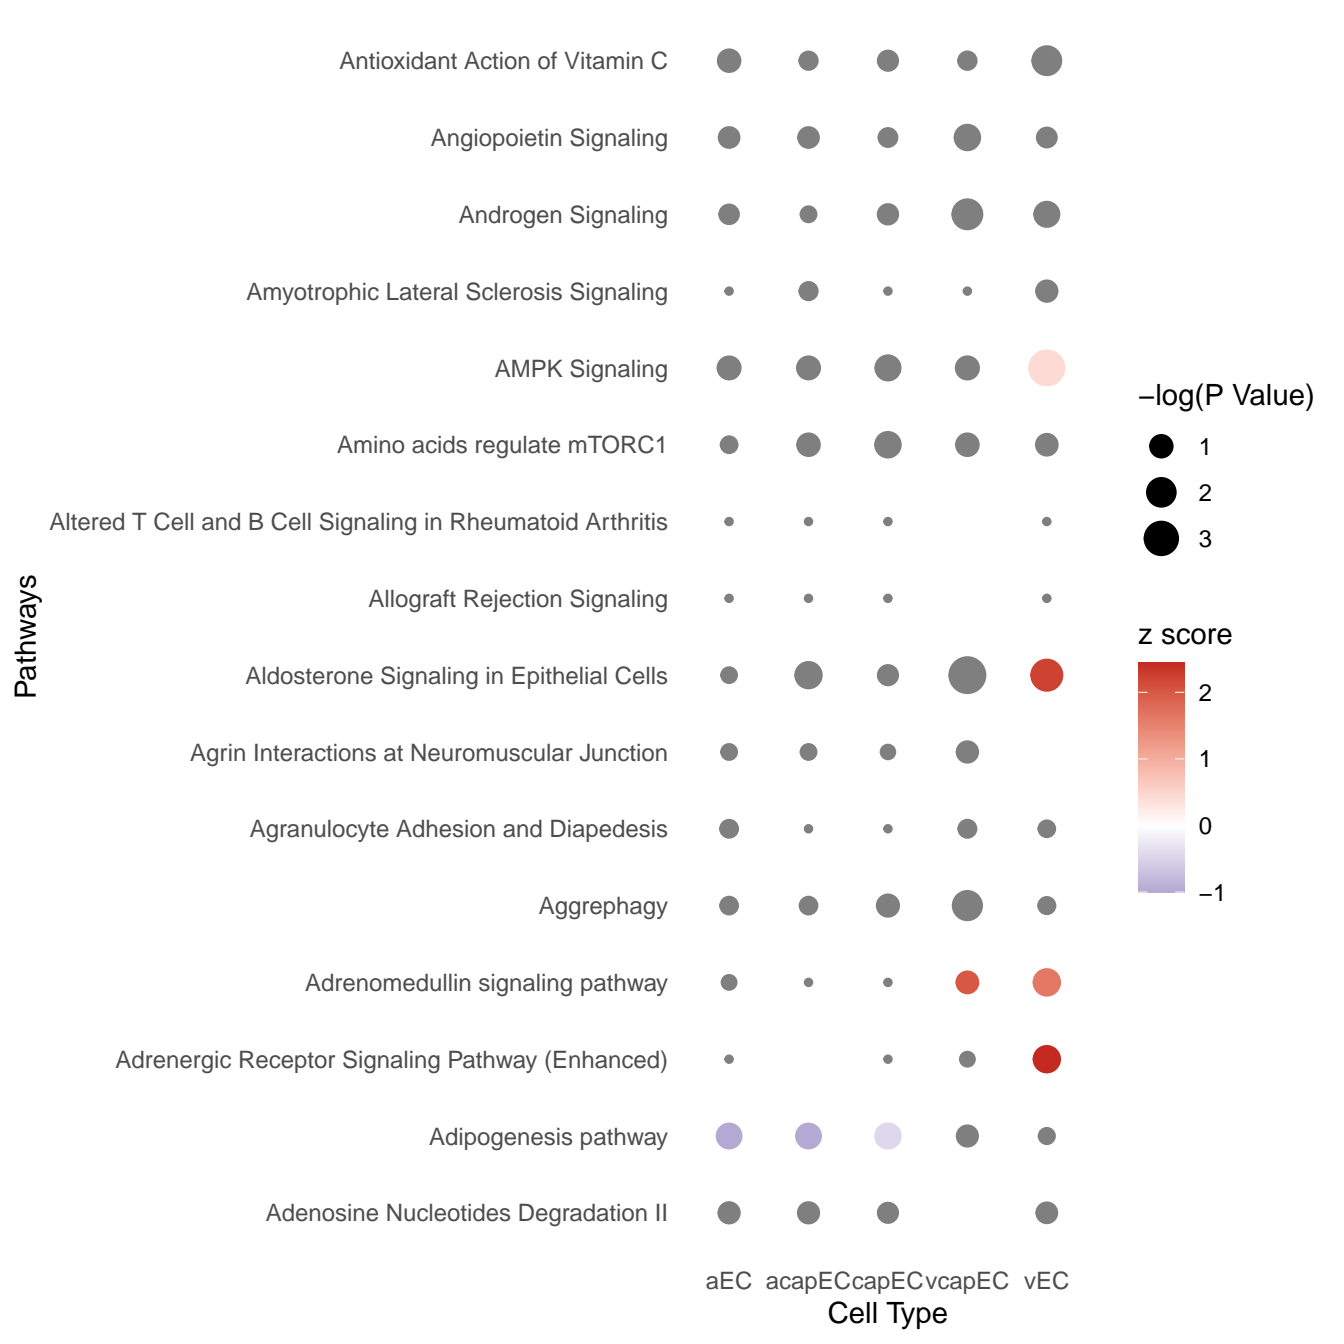 Antioxidant Action of Vitamin C
Angiopoietin Signaling
Androgen Signaling
Amyotrophic Lateral Sclerosis Signaling
AMPK Signaling
Amino acids regulate mTORC1
Altered T Cell and B Cell Signaling in Rheumatoid Arthritis
Allograft Rejection Signaling
Aldosterone Signaling in Epithelial Cells
Agrin Interactions at Neuromuscular Junction
Agranulocyte Adhesion and Diapedesis
Aggrephagy
Adrenomedullin signaling pathway
Adrenergic Receptor Signaling Pathway (Enhanced)
Adipogenesis pathway
Adenosine Nucleotides Degradation II
Pathways
aEC acapEC capEC vcapEC vEC
Cell Type
−log(P Value)
1
2
3
z score
2
1
0
−1